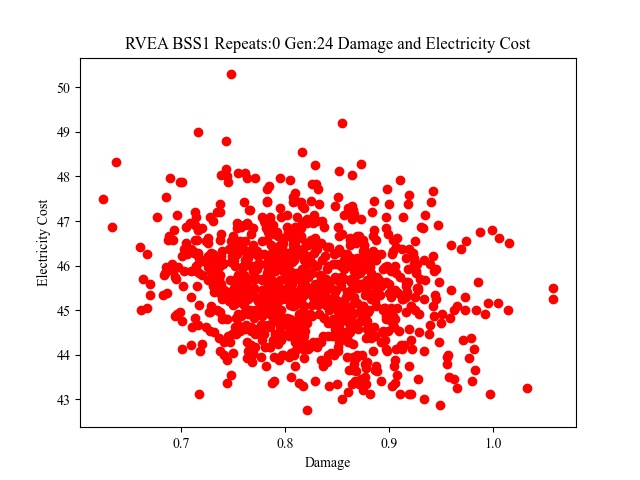 RVEA BSS1 Repeats:0 Gen:24 Damage and Electricity Cost
50
49
48
47
46
45
44
43
Electricity Cost
0.7 0.8 0.9 1.0
Damage